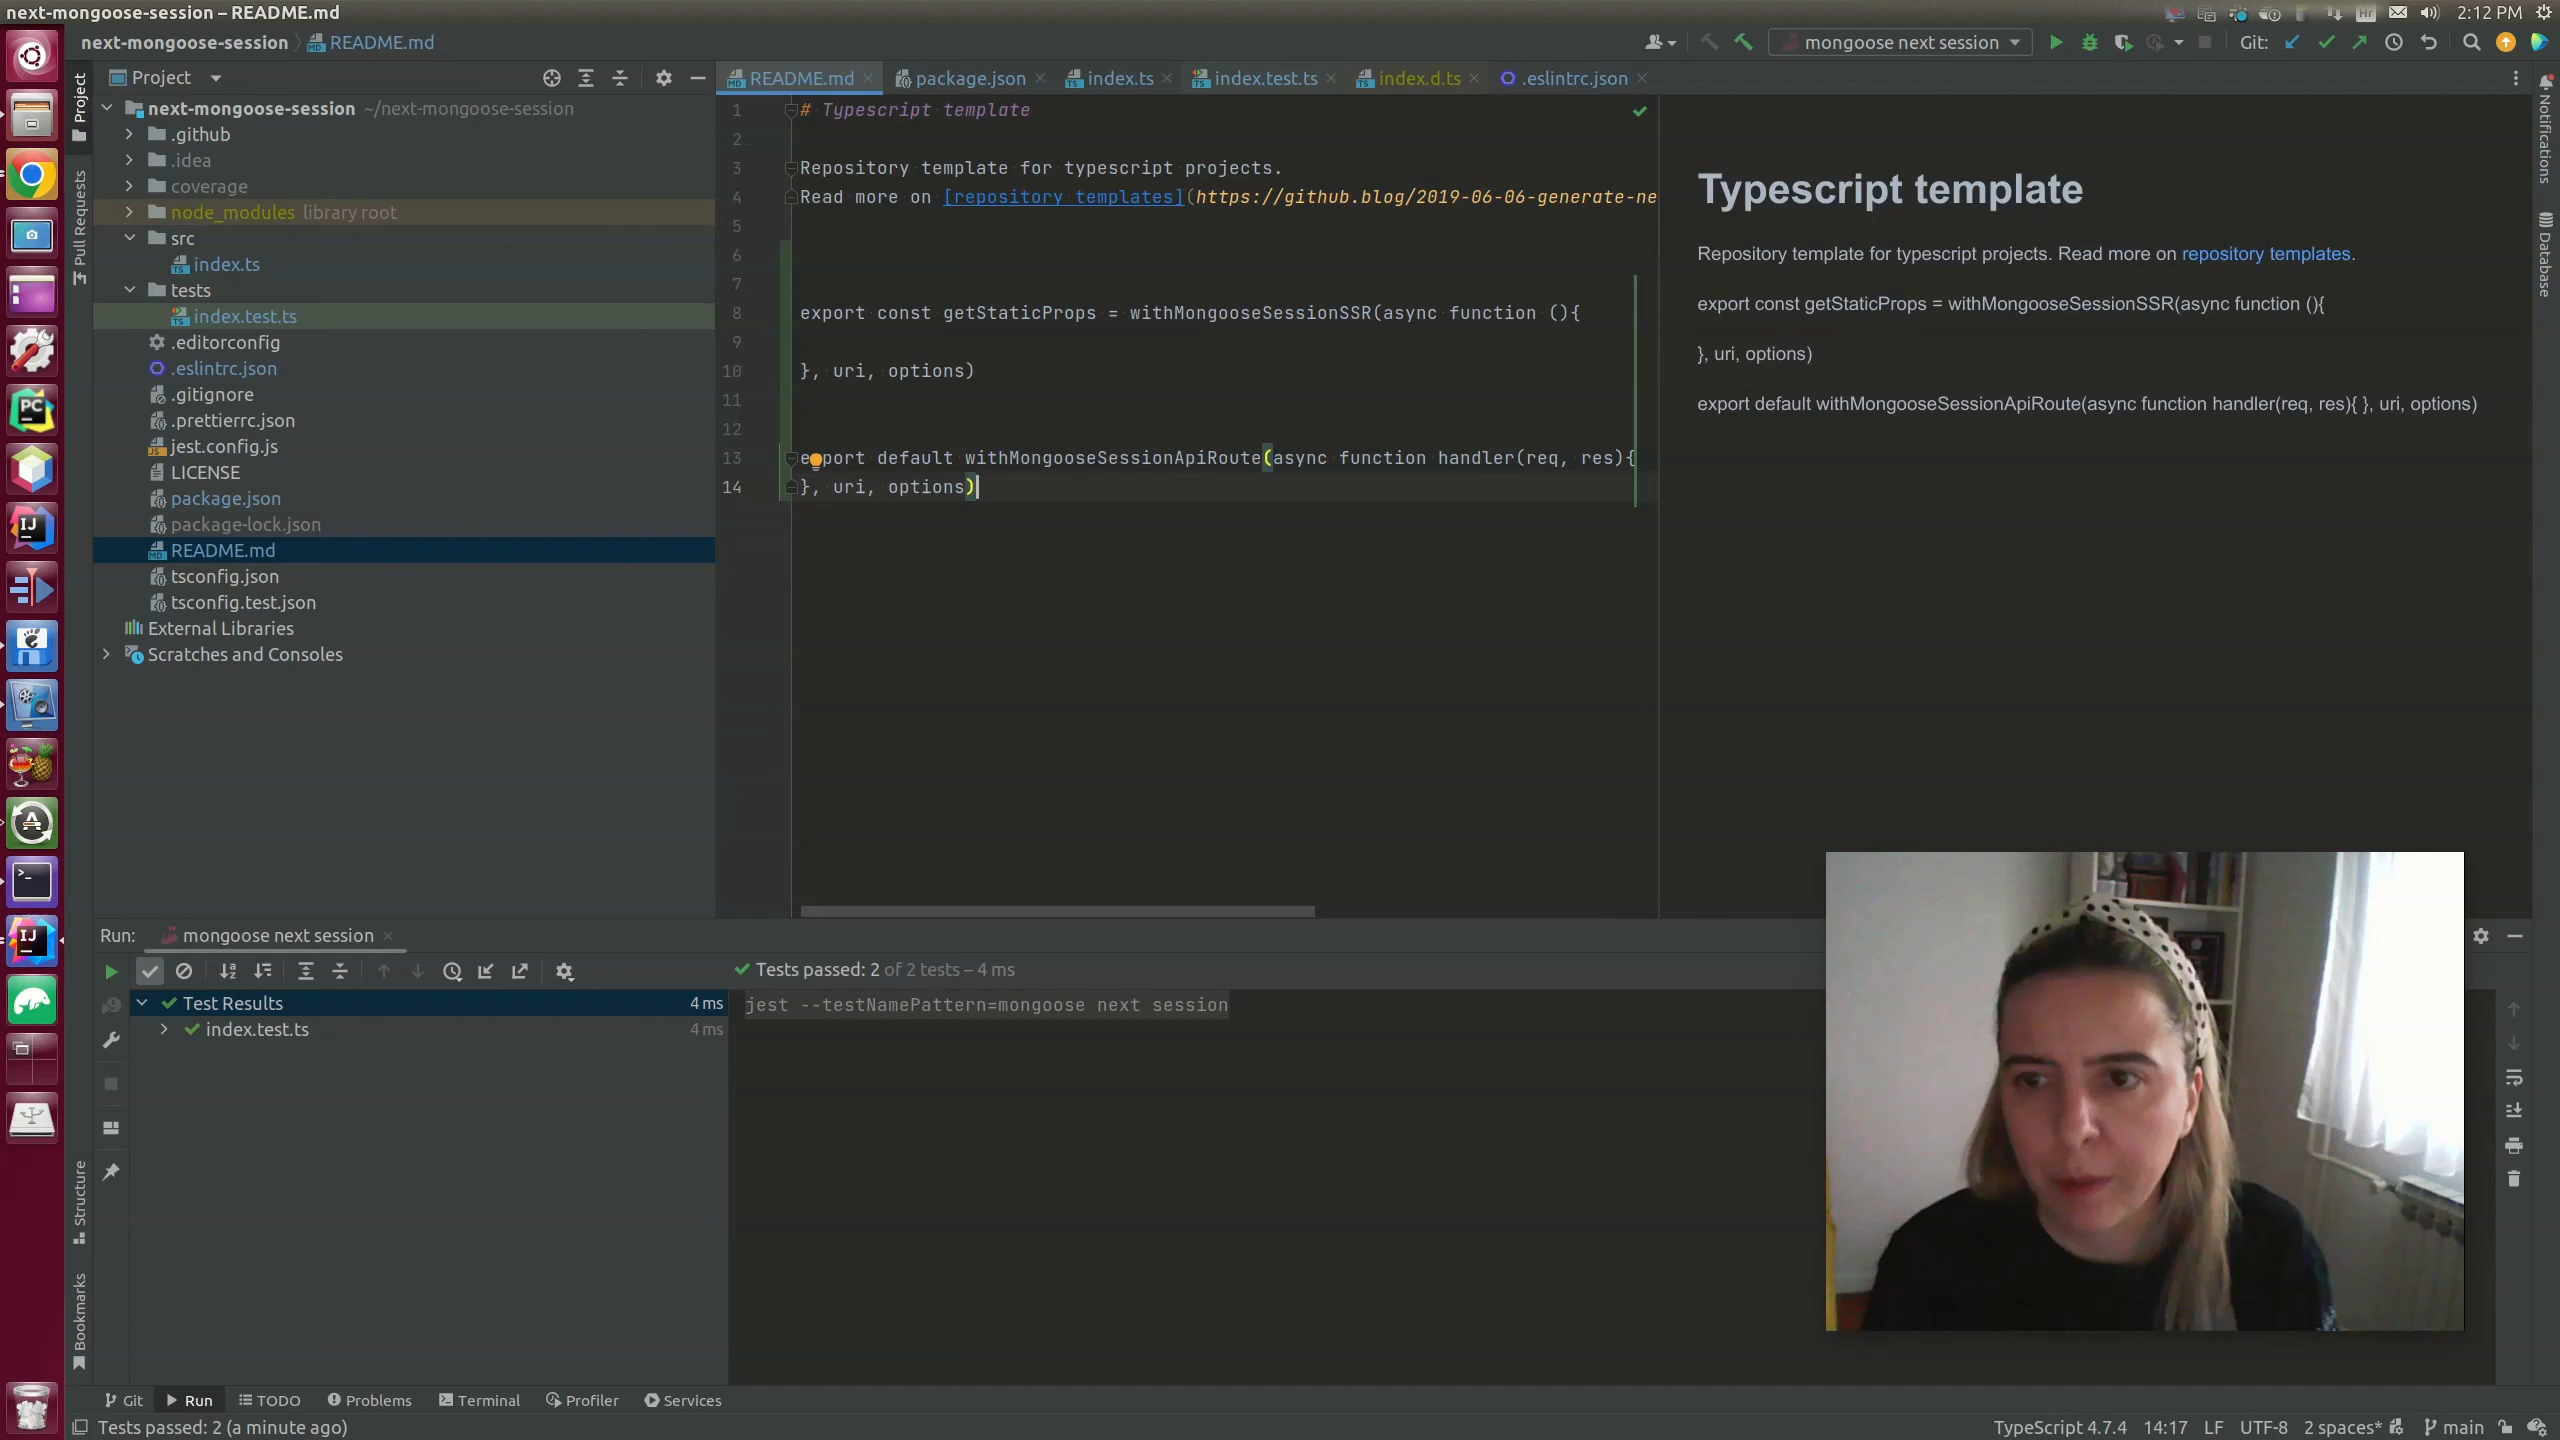 next-mongoose-session – README.md
Hr
2:12 PM
next-mongoose-session
README.md
mongoose next session
Git:
Project
README.md
package.json
index.ts
index.test.ts
index.d.ts
.eslintrc.json
next-mongoose-session ~/next-mongoose-session
.github
.idea
coverage
node_modules library root
src
index.ts
tests
index.test.ts
.editorconfig
.eslintrc.json
.gitignore
.prettierrc.json
jest.config.js
LICENSE
package.json
package-lock.json
README.md
tsconfig.json
tsconfig.test.json
External Libraries
Scratches and Consoles
1 # Typescript template
2
3 Repository template for typescript projects.
4 Read more on [repository templates](https://github.blog/2019-06-06-generate-ne
5
6
7
8 export const getStaticProps = withMongooseSessionSSR(async function (){
9
10 }, uri, options)
11
12
13 export default withMongooseSessionApiRoute(async function handler(req, res){
14 }, uri, options)
Typescript template
Repository template for typescript projects. Read more on repository templates.
export const getStaticProps = withMongooseSessionSSR(async function (){
}, uri, options)
export default withMongooseSessionApiRoute(async function handler(req, res){ }, uri, options)
Project
Pull Requests
Structure
Bookmarks
Notifications
Database
PC
IJ
IJ
Run:
mongoose next session
Tests passed: 2 of 2 tests – 4 ms
Test Results
4 ms
index.test.ts
4 ms
jest --testNamePattern=mongoose next session
Git
Run
TODO
Problems
Terminal
Profiler
Services
Tests passed: 2 (a minute ago)
TypeScript 4.7.4
14:17
LF
UTF-8
2 spaces*
main